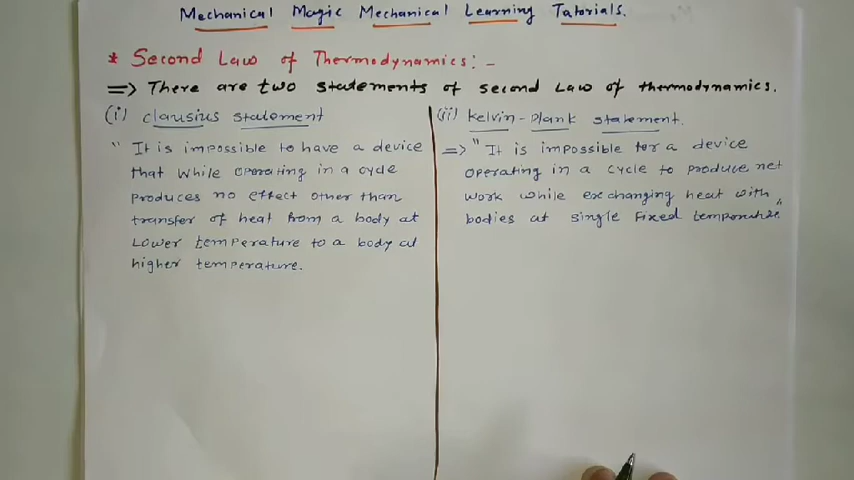 Mechanical Magic Mechanical Learning Tatorials.
* Second Law of Thermodynamics: -
=> There are two statements of second Law of thermodynamics.
(i) clausius statement
" It is impossible to have a device
that while operating in a cycle
produces no effect other than
transfer of heat from a body at
Lower temperature to a body at
higher temperature.
(ii) Kelvin-Plank statement.
=> " It is impossible for a device
operating in a cycle to produce net
work while exchanging heat with
bodies at single fixed temperature "